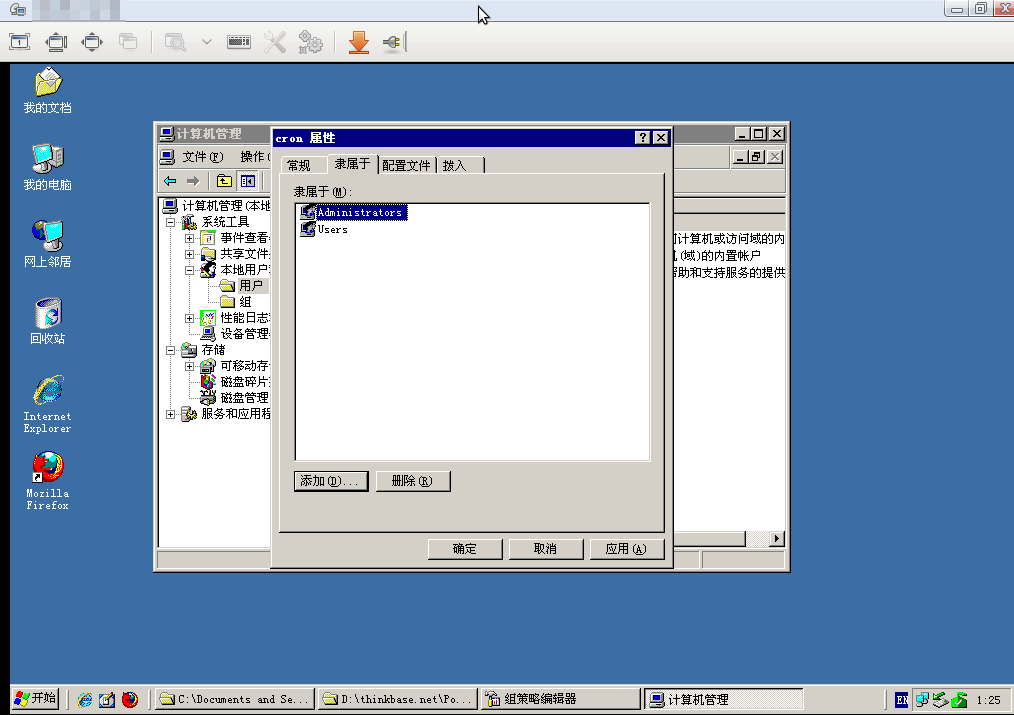 我的文档
我的电脑
网上邻居
回收站
Internet
Explorer
Mozilla
Firefox
计算机管理
文件(F) 操作(
计算机管理(本地
系统工具
事件查看
共享文件
本地用户
用户
组
性能日志
设备管理
存储
可移动存
磁盘碎片
磁盘管理
服务和应用程
计算机或访问域的内
(域)的内置帐户
帮助和支持服务的提供
cron 属性
常规 隶属于 配置文件 拨入
隶属于(M):
Administrators
Users
添加(D)... 删除(R)
确定 取消 应用(A)
开始 C:\Documents and Se... D:\thinkbase.net\Po... 组策略编辑器 计算机管理 EN 1:25